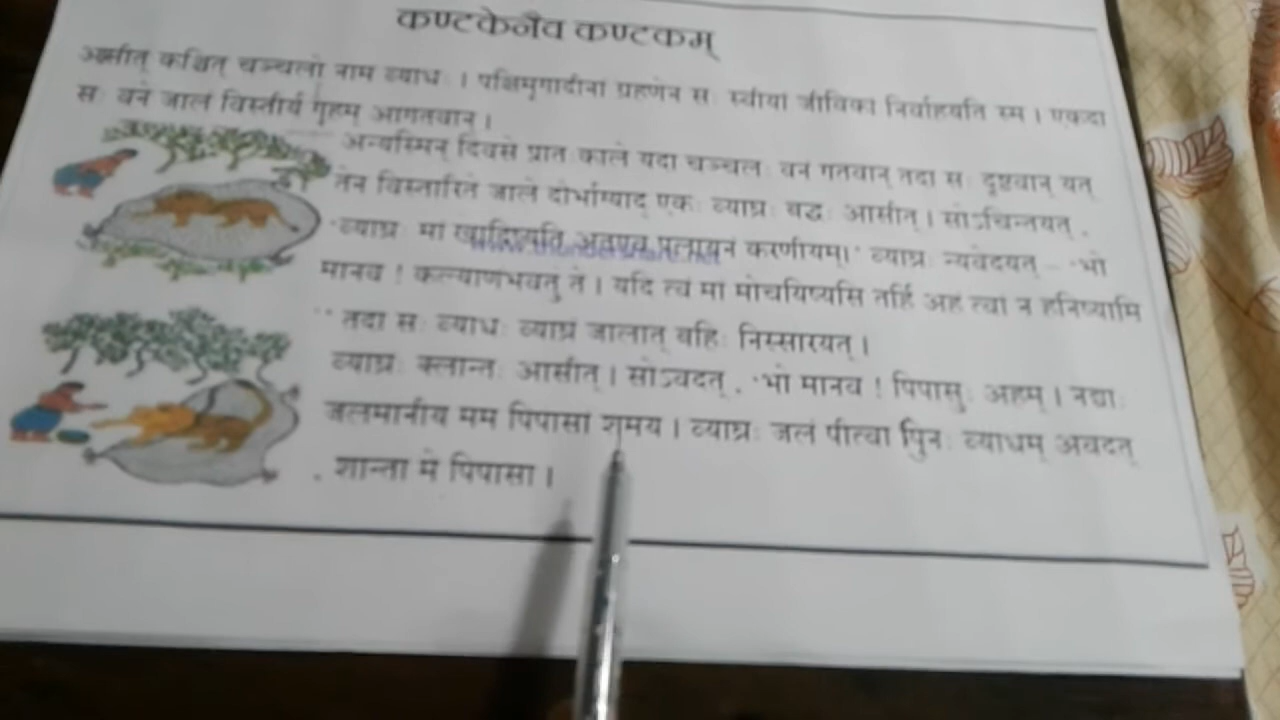 कण्टकेनैव कण्टकम्
आसीत् कश्चित् चञ्चलो नाम व्याधः । पक्षिमृगादीनां ग्रहणेन सः स्वीयां जीविकां निर्वाहयति स्म । एकदा
सः वने जालं विस्तीर्य गृहम् आगतवान् ।
अन्यस्मिन् दिवसे प्रातःकाले यदा चञ्चलः वनं गतवान् तदा सः दृष्टवान् यत्
तेन विस्तारिते जाले दौर्भाग्याद् एकः व्याघ्रः बद्धः आसीत् । सोऽचिन्तयत् ,
'व्याघ्रः मां खादिष्यति अतएव पलायनं करणीयम्।' व्याघ्रः न्यवेदयत् – 'भो
मानव ! कल्याणंभवतु ते । यदि त्वं मां मोचयिष्यसि तर्हि अहं त्वां न हनिष्यामि
'' तदा सः व्याधः व्याघ्रं जालात् बहिः निस्सारयत् ।
व्याघ्रः क्लान्तः आसीत् । सोऽवदत् , 'भो मानव ! पिपासुः अहम् । नद्याः
जलमानीय मम पिपासां शमय । व्याघ्रः जलं पीत्वा पुिनः व्याधम् अवदत्
, शान्ता मे पिपासा ।